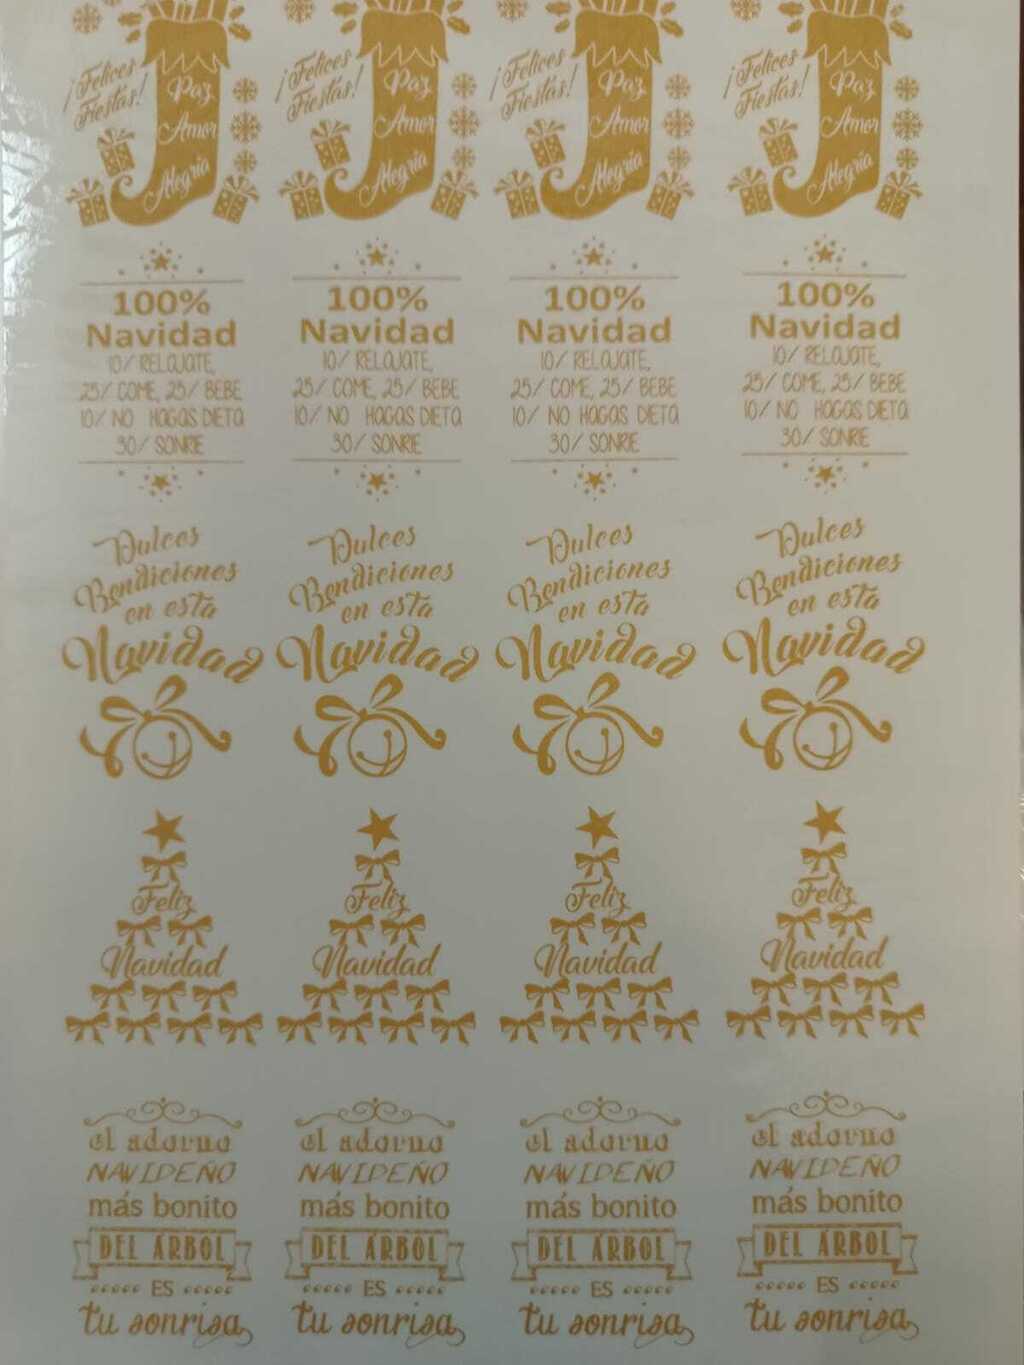 ¡Felices Fiestas! Paz Amor Alegría
¡Felices Fiestas! Paz Amor Alegría
¡Felices Fiestas! Paz Amor Alegría
¡Felices Fiestas! Paz Amor Alegría
100% 100% 100% 100%
Navidad Navidad Navidad Navidad
10% RELAJATE, 10% RELAJATE, 10% RELAJATE, 10% RELAJATE,
25% COME, 25% BEBE 25% COME, 25% BEBE 25% COME, 25% BEBE 25% COME, 25% BEBE
10% NO HAGAS DIETA 10% NO HAGAS DIETA 10% NO HAGAS DIETA 10% NO HAGAS DIETA
30% SONRIE 30% SONRIE 30% SONRIE 30% SONRIE
Dulces Dulces Dulces Dulces
Bendiciones Bendiciones Bendiciones Bendiciones
en esta en esta en esta en esta
Navidad Navidad Navidad Navidad
Feliz Feliz Feliz Feliz
Navidad Navidad Navidad Navidad
el adorno el adorno el adorno el adorno
NAVIDEÑO NAVIDEÑO NAVIDEÑO NAVIDEÑO
más bonito más bonito más bonito más bonito
DEL ÁRBOL DEL ÁRBOL DEL ÁRBOL DEL ÁRBOL
ES ES ES ES
tu sonrisa tu sonrisa tu sonrisa tu sonrisa